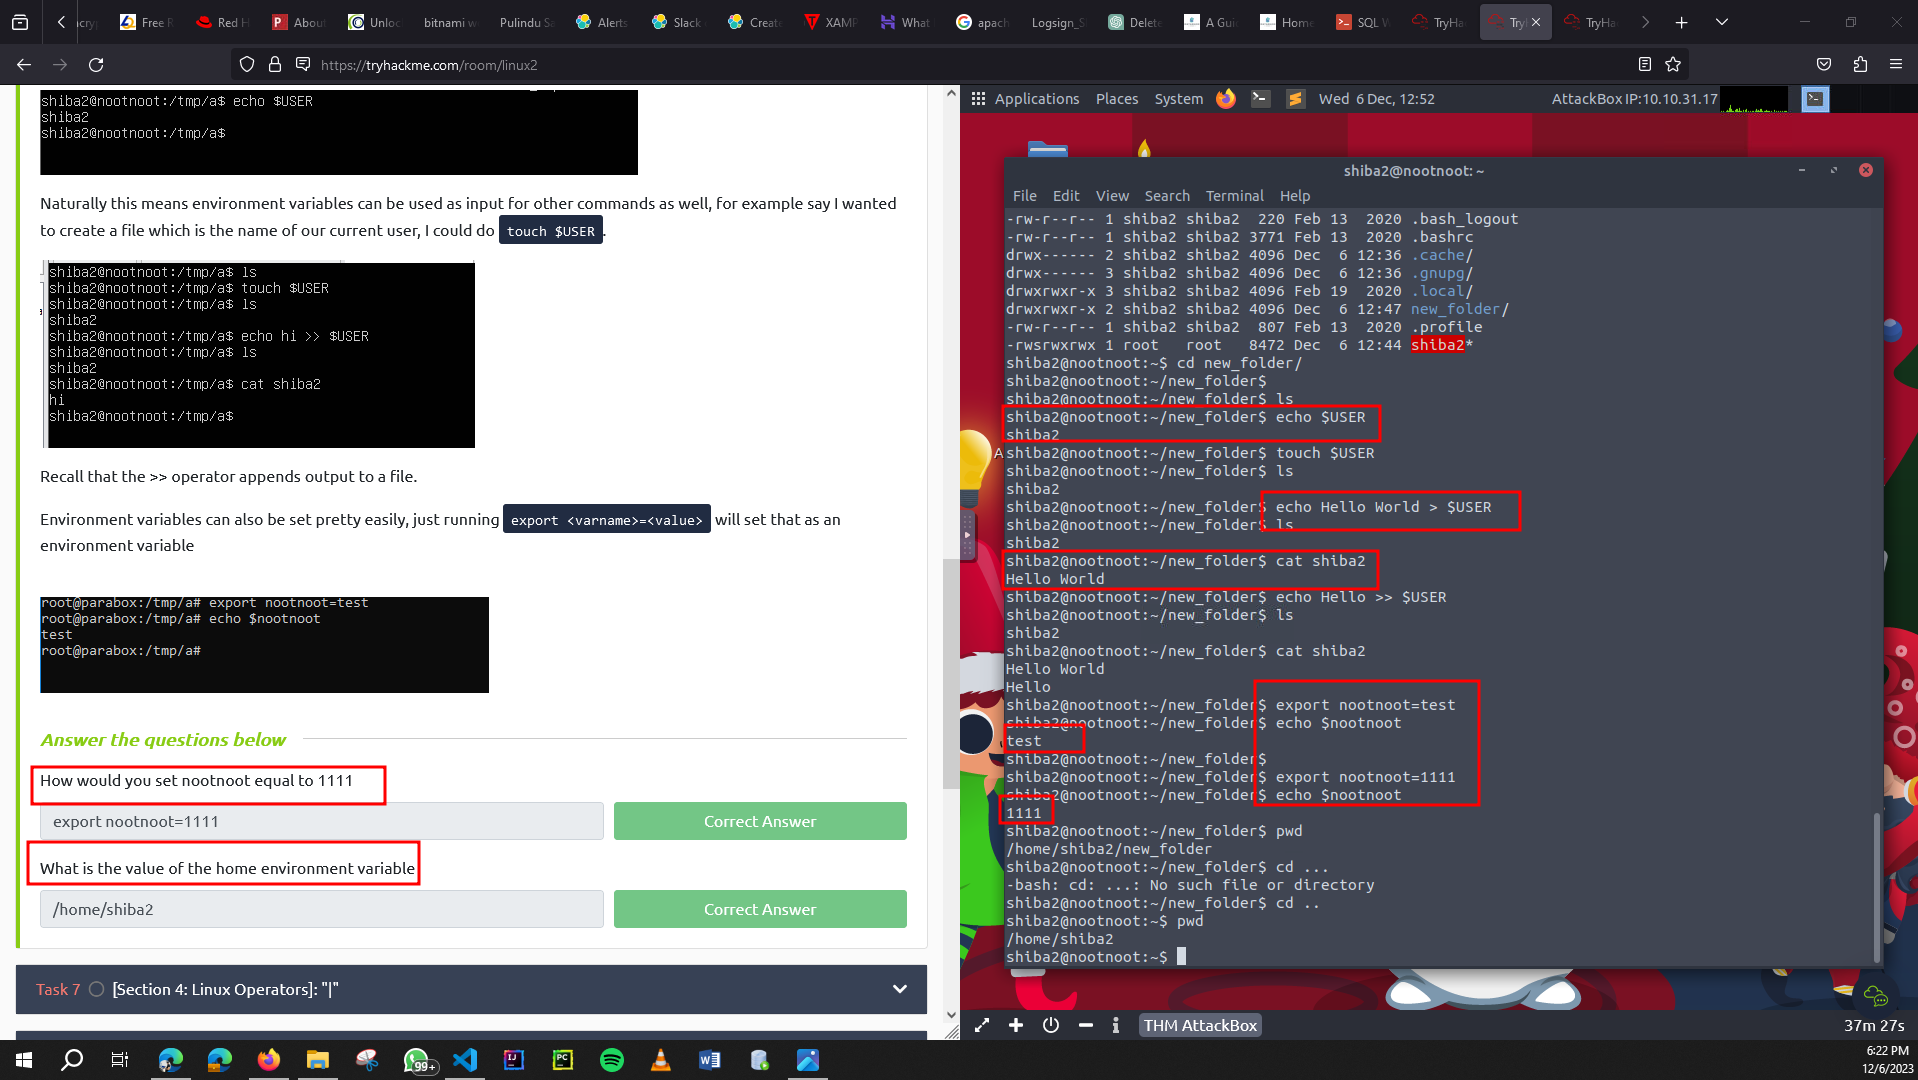 Free R
Red H
About
Unloc
bitnami w
Pulindu Sa
Alerts
Slack
Create
XAMP
What
apach
Logsign_S
Delete
A Gui
Home
SQL W
TryHa
Try
TryHa
https://tryhackme.com/room/linux2
shiba2@nootnoot:/tmp/a$ echo $USER
shiba2
shiba2@nootnoot:/tmp/a$
Naturally this means environment variables can be used as input for other commands as well, for example say I wanted
to create a file which is the name of our current user, I could do touch $USER.
shiba2@nootnoot:/tmp/a$ ls
shiba2@nootnoot:/tmp/a$ touch $USER
shiba2@nootnoot:/tmp/a$ ls
shiba2
shiba2@nootnoot:/tmp/a$ echo hi >> $USER
shiba2@nootnoot:/tmp/a$ ls
shiba2
shiba2@nootnoot:/tmp/a$ cat shiba2
hi
shiba2@nootnoot:/tmp/a$
Recall that the >> operator appends output to a file.
Environment variables can also be set pretty easily, just running export <varname>=<value> will set that as an
environment variable
root@parabox:/tmp/a# export nootnoot=test
root@parabox:/tmp/a# echo $nootnoot
test
root@parabox:/tmp/a#
Answer the questions below
How would you set nootnoot equal to 1111
export nootnoot=1111
Correct Answer
What is the value of the home environment variable
/home/shiba2
Correct Answer
Task 7 [Section 4: Linux Operators]: "|"
Applications Places System Wed 6 Dec, 12:52 AttackBox IP:10.10.31.17
shiba2@nootnoot: ~
File Edit View Search Terminal Help
-rw-r--r-- 1 shiba2 shiba2 220 Feb 13 2020 .bash_logout
-rw-r--r-- 1 shiba2 shiba2 3771 Feb 13 2020 .bashrc
drwx------ 2 shiba2 shiba2 4096 Dec 6 12:36 .cache/
drwx------ 3 shiba2 shiba2 4096 Dec 6 12:36 .gnupg/
drwxrwxr-x 3 shiba2 shiba2 4096 Feb 19 2020 .local/
drwxrwxr-x 2 shiba2 shiba2 4096 Dec 6 12:47 new_folder/
-rw-r--r-- 1 shiba2 shiba2 807 Feb 13 2020 .profile
-rwsrwxrwx 1 root root 8472 Dec 6 12:44 shiba2*
shiba2@nootnoot:~$ cd new_folder/
shiba2@nootnoot:~/new_folder$
shiba2@nootnoot:~/new_folder$ ls
shiba2@nootnoot:~/new_folder$ echo $USER
shiba2
shiba2@nootnoot:~/new_folder$ touch $USER
shiba2@nootnoot:~/new_folder$ ls
shiba2
shiba2@nootnoot:~/new_folder$ echo Hello World > $USER
shiba2@nootnoot:~/new_folder$ ls
shiba2
shiba2@nootnoot:~/new_folder$ cat shiba2
Hello World
shiba2@nootnoot:~/new_folder$ echo Hello >> $USER
shiba2@nootnoot:~/new_folder$ ls
shiba2
shiba2@nootnoot:~/new_folder$ cat shiba2
Hello World
Hello
shiba2@nootnoot:~/new_folder$ export nootnoot=test
shiba2@nootnoot:~/new_folder$ echo $nootnoot
test
shiba2@nootnoot:~/new_folder$
shiba2@nootnoot:~/new_folder$ export nootnoot=1111
shiba2@nootnoot:~/new_folder$ echo $nootnoot
1111
shiba2@nootnoot:~/new_folder$ pwd
/home/shiba2/new_folder
shiba2@nootnoot:~/new_folder$ cd ...
-bash: cd: ...: No such file or directory
shiba2@nootnoot:~/new_folder$ cd ..
shiba2@nootnoot:~$ pwd
/home/shiba2
shiba2@nootnoot:~$
THM AttackBox
37m 27s
99+
6:22 PM
12/6/2023